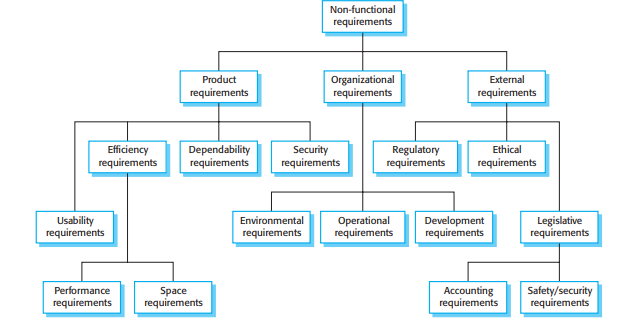 Non-functional
requirements
Product
requirements
Organizational
requirements
External
requirements
Efficiency
requirements
Dependability
requirements
Security
requirements
Regulatory
requirements
Ethical
requirements
Usability
requirements
Environmental
requirements
Operational
requirements
Development
requirements
Legislative
requirements
Performance
requirements
Space
requirements
Accounting
requirements
Safety/security
requirements